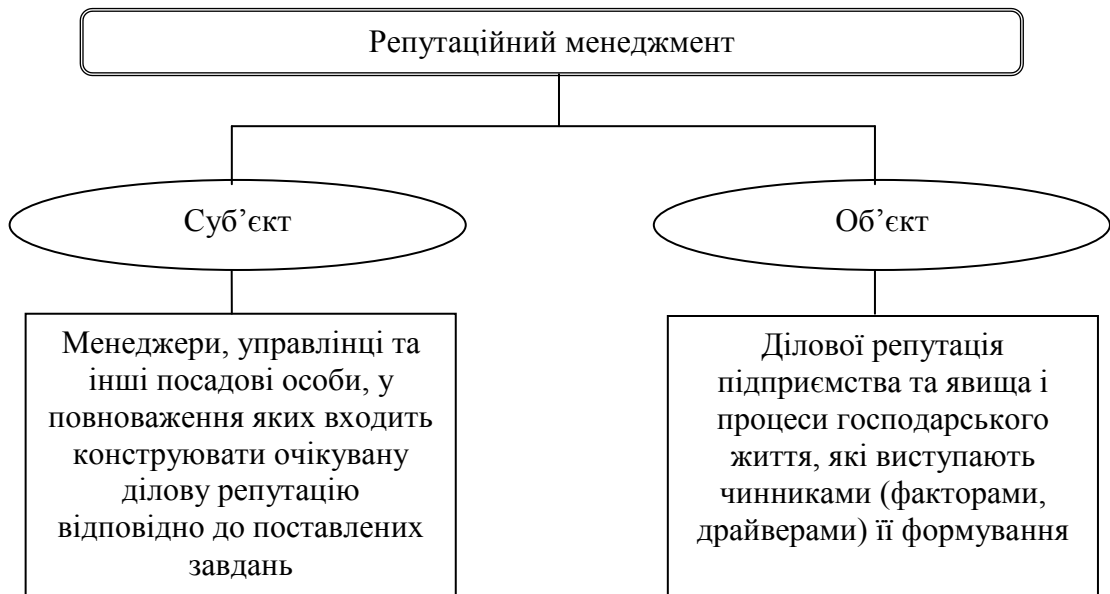 Репутаційний менеджмент
Суб’єкт
Об’єкт
Менеджери, управлінці та
інші посадові особи, у
повноваження яких входить
конструювати очікувану
ділову репутацію
відповідно до поставлених
завдань
Ділової репутація
підприємства та явища і
процеси господарського
життя, які виступають
чинниками (факторами,
драйверами) її формування